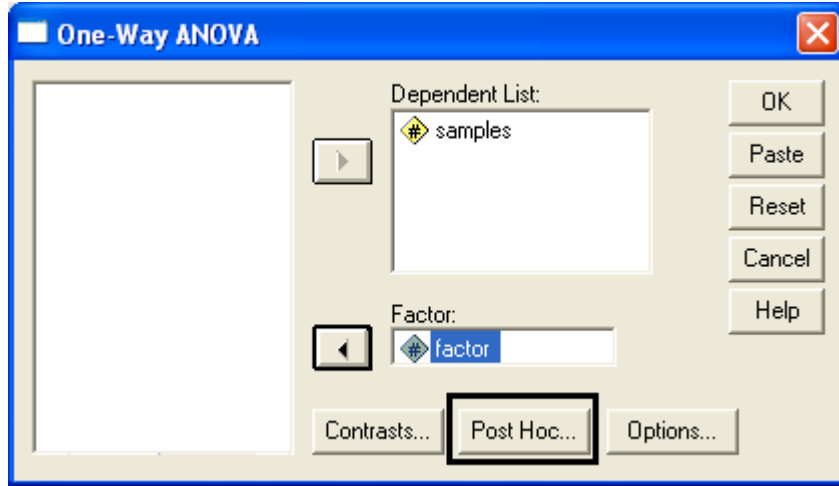 One-Way ANOVA
Dependent List:
# samples
Factor:
# factor
OK
Paste
Reset
Cancel
Help
Contrasts...
Post Hoc...
Options...